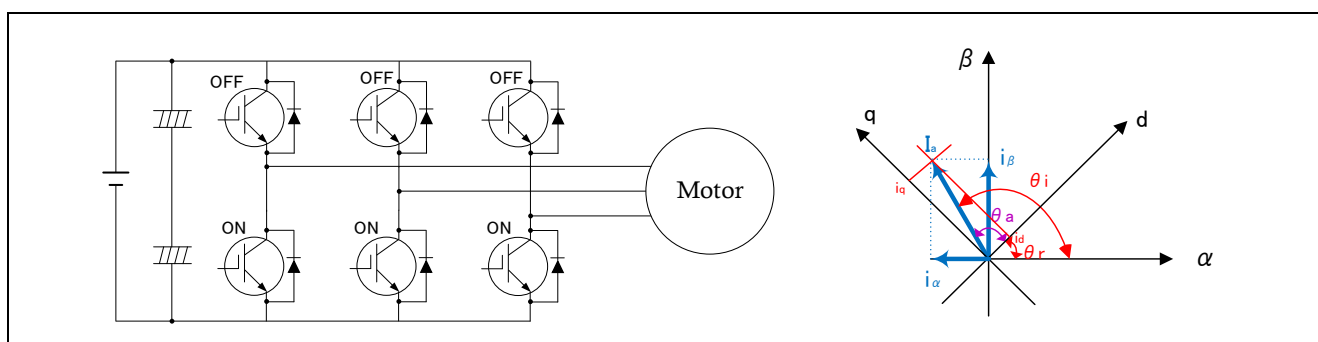 OFF
OFF
OFF
ON
ON
ON
Motor
β
q
d
Ia
iβ
iq
θi
θa
Id
θr
iα
α